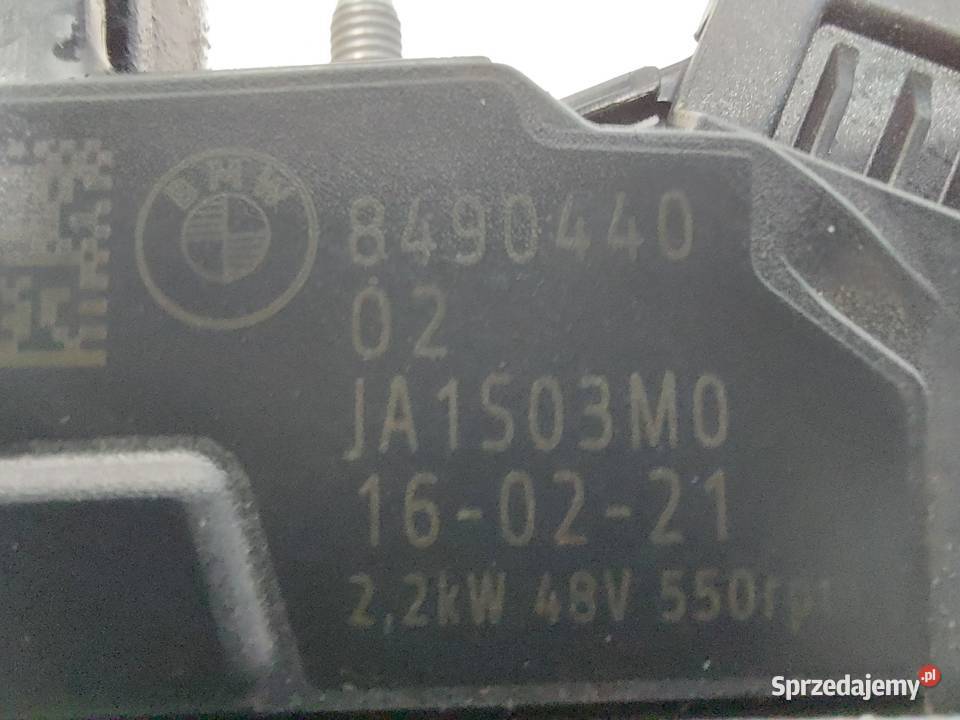 BMW
8490440
02
JA1S03M0
16-02-21
2,2kW 48V 550rp
Sprzedajemy.pl